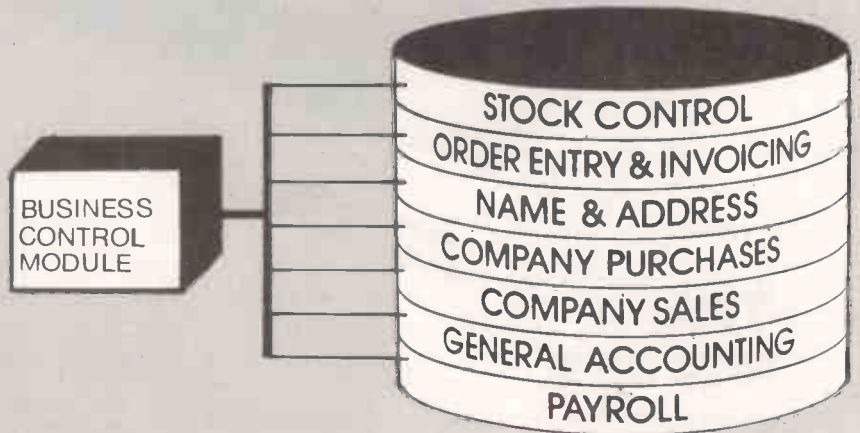 BUSINESS
CONTROL
MODULE
STOCK CONTROL
ORDER ENTRY & INVOICING
NAME & ADDRESS
COMPANY PURCHASES
COMPANY SALES
GENERAL ACCOUNTING
PAYROLL